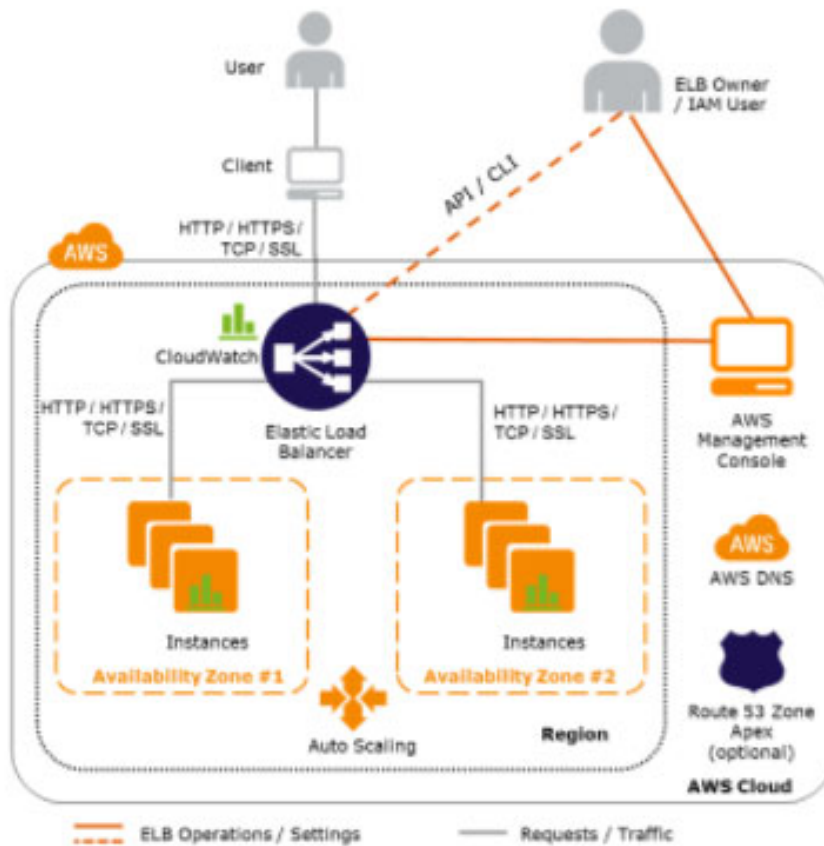 User
ELB Owner
/ IAM User
Client
API / CLI
HTTP / HTTPS /
TCP / SSL
AWS
CloudWatch
HTTP / HTTPS /
TCP / SSL
Elastic Load
Balancer
HTTP / HTTPS /
TCP / SSL
AWS
Management
Console
AWS
AWS DNS
Instances
Instances
Availability Zone #1
Availability Zone #2
Auto Scaling
Region
Route 53 Zone
Apex
(optional)
AWS Cloud
ELB Operations / Settings
Requests / Traffic